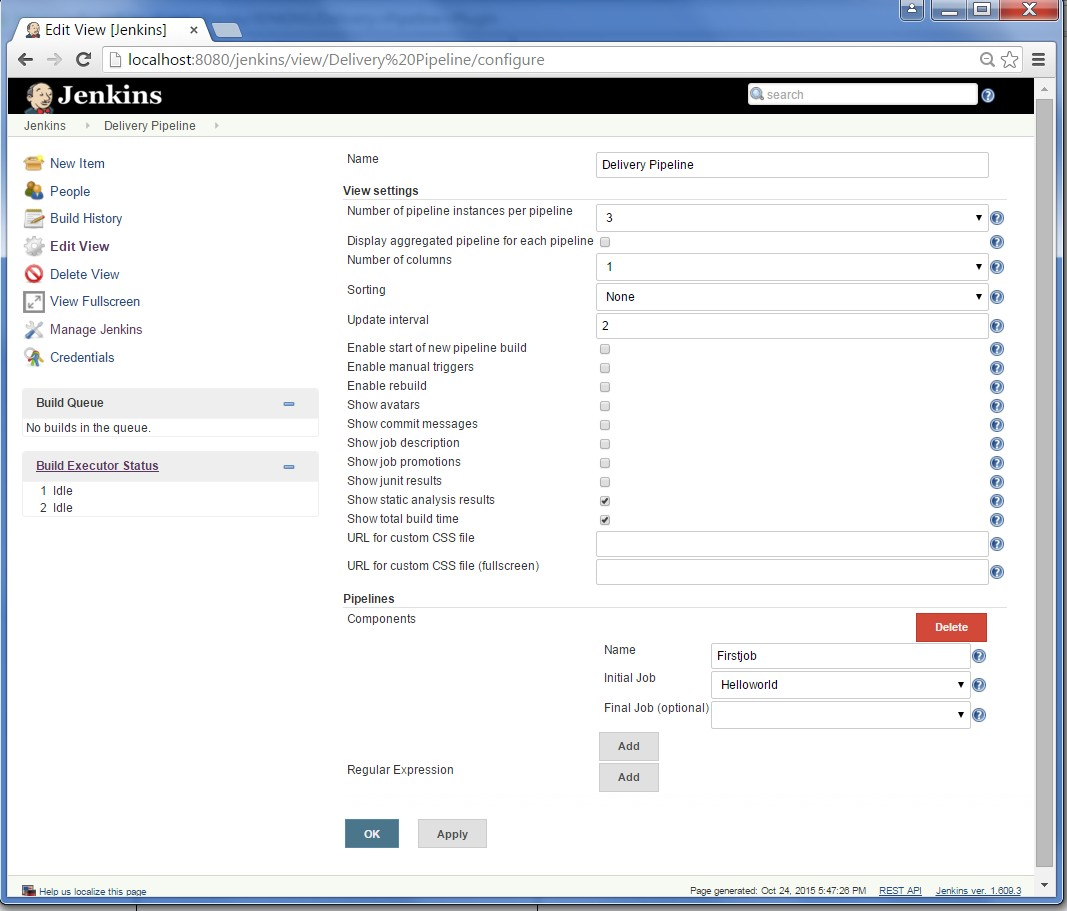 Edit View [Jenkins]
localhost:8080/jenkins/view/Delivery%20Pipeline/configure
Jenkins
search
Jenkins
Delivery Pipeline
New Item
People
Build History
Edit View
Delete View
View Fullscreen
Manage Jenkins
Credentials
Build Queue
No builds in the queue.
Build Executor Status
1 Idle
2 Idle
Name
Delivery Pipeline
View settings
Number of pipeline instances per pipeline
3
Display aggregated pipeline for each pipeline
Number of columns
1
Sorting
None
Update interval
2
Enable start of new pipeline build
Enable manual triggers
Enable rebuild
Show avatars
Show commit messages
Show job description
Show job promotions
Show junit results
Show static analysis results
Show total build time
URL for custom CSS file
URL for custom CSS file (fullscreen)
Pipelines
Components
Delete
Name
Firstjob
Initial Job
Helloworld
Final Job (optional)
Add
Regular Expression
Add
OK
Apply
Help us localize this page
Page generated: Oct 24, 2015 5:47:26 PM
REST API
Jenkins ver. 1.609.3